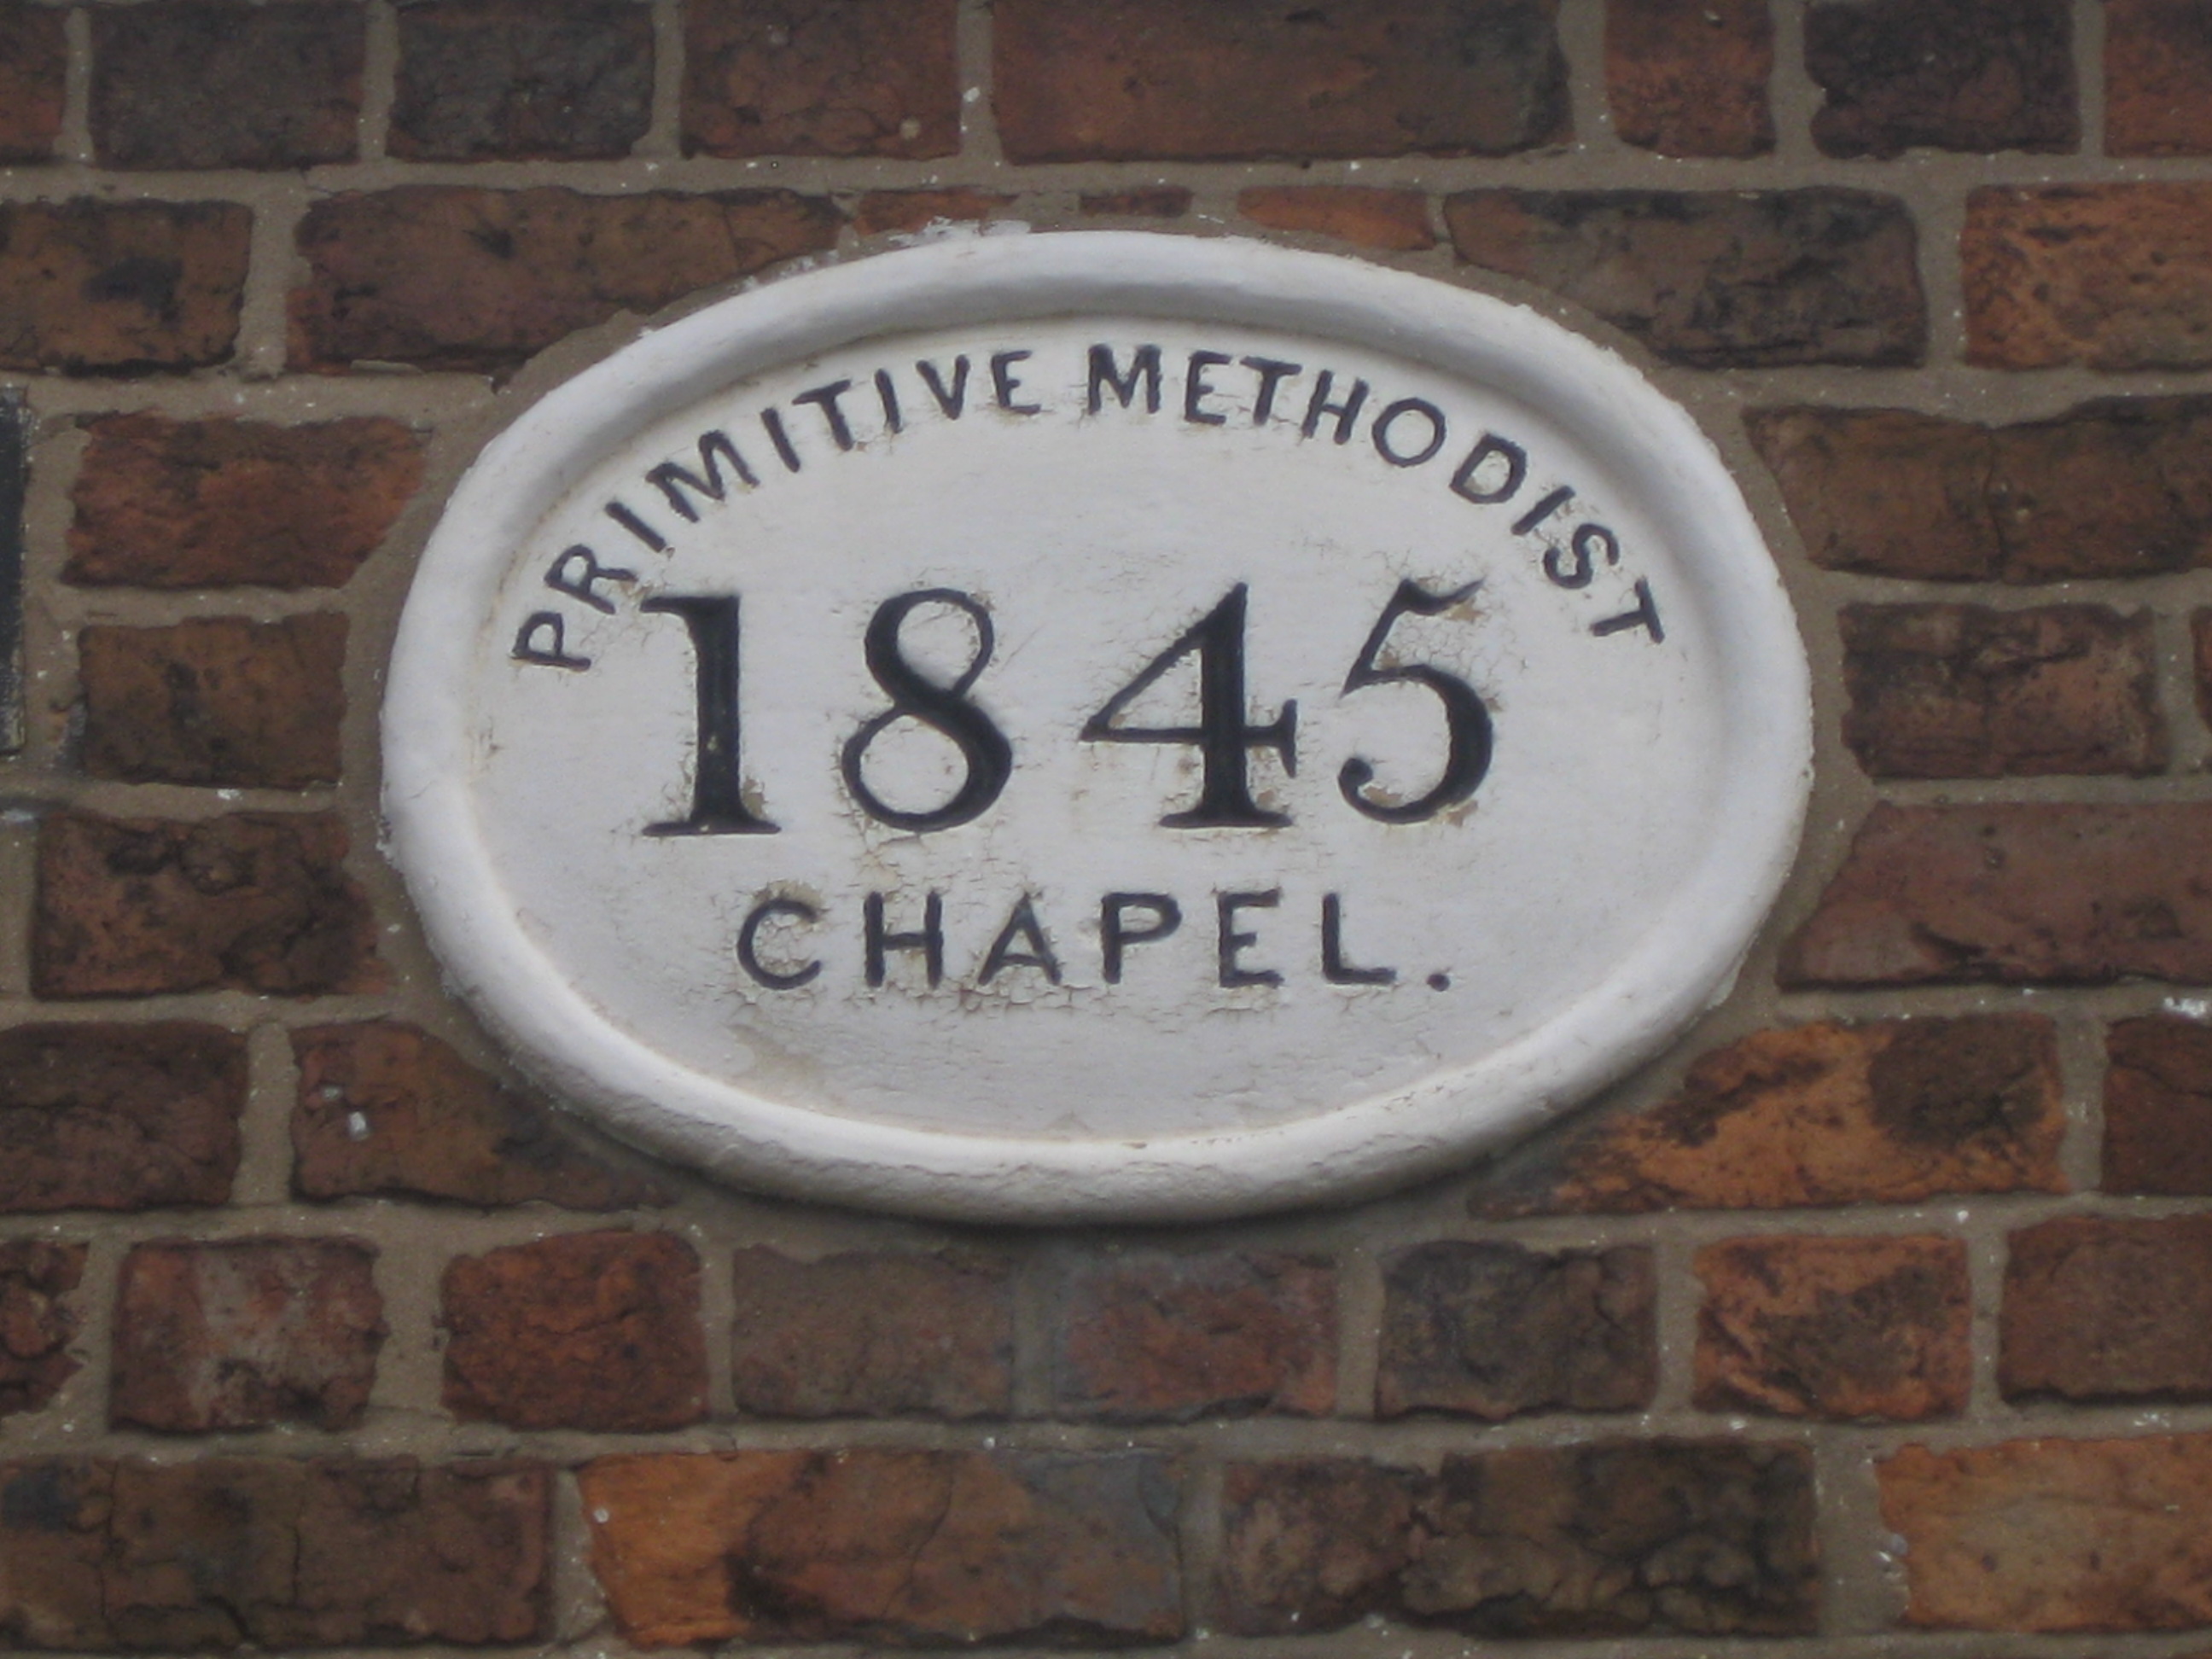 PRIMITIVE METHODIST
1845
CHAPEL.